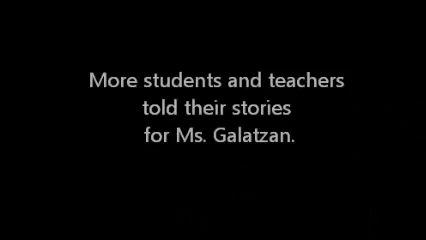 More students and teachers
told their stories
for Ms. Galatzan.